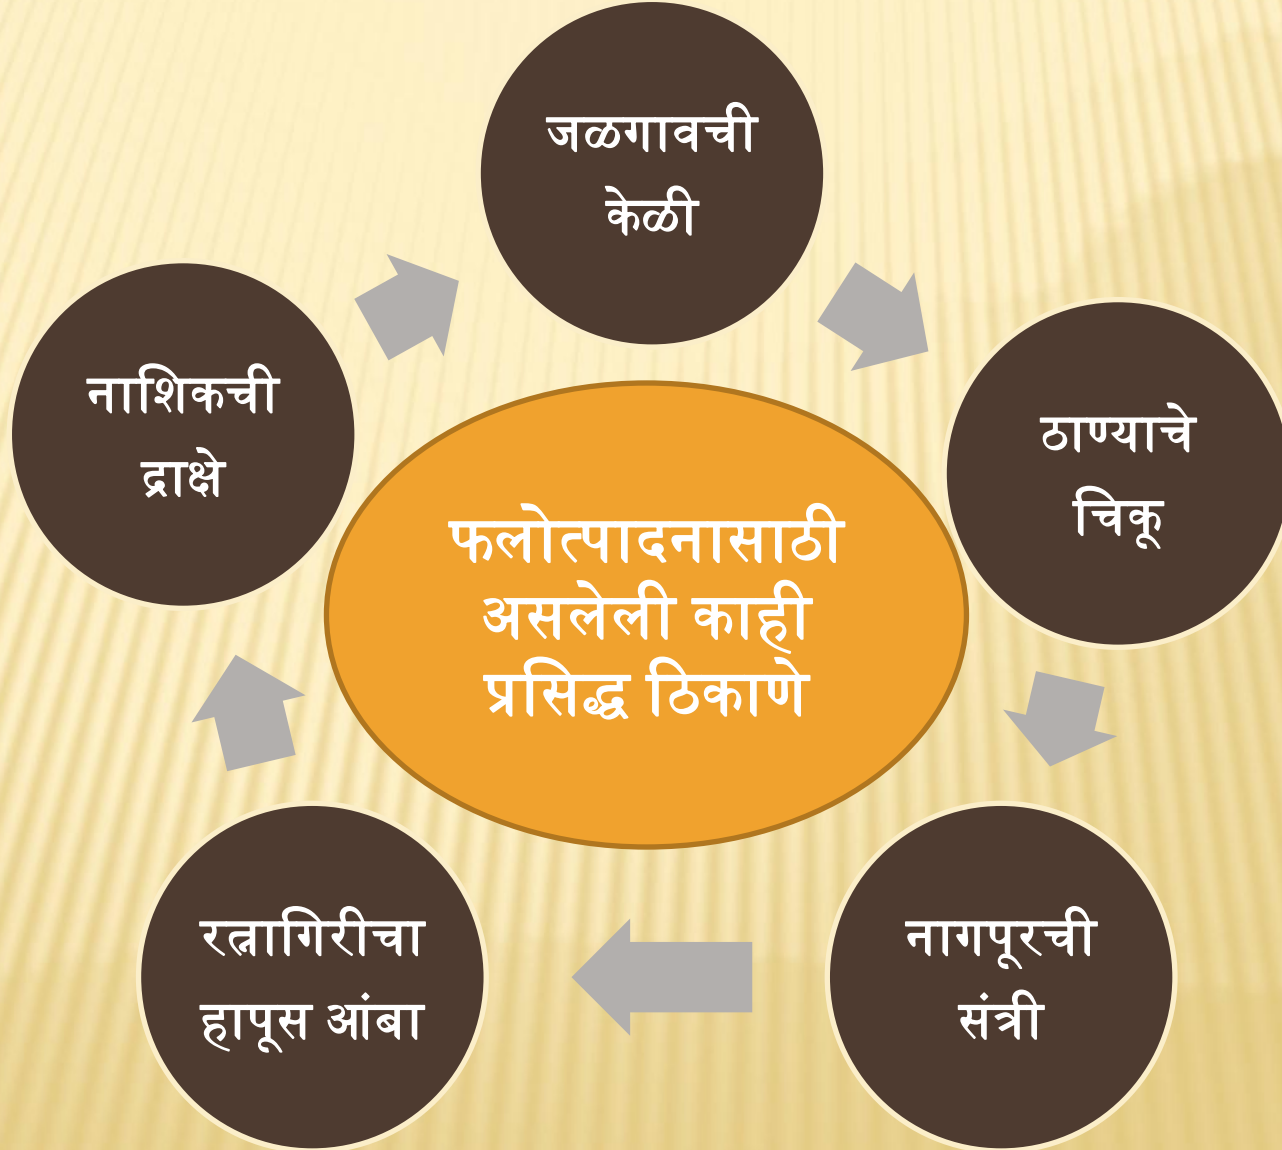 जळगावची
केळी
ठाण्याचे
चिकू
नागपूरची
संत्री
रत्नागिरीचा
हापूस आंबा
नाशिकची
द्राक्षे
फलोत्पादनासाठी
असलेली काही
प्रसिद्ध ठिकाणे